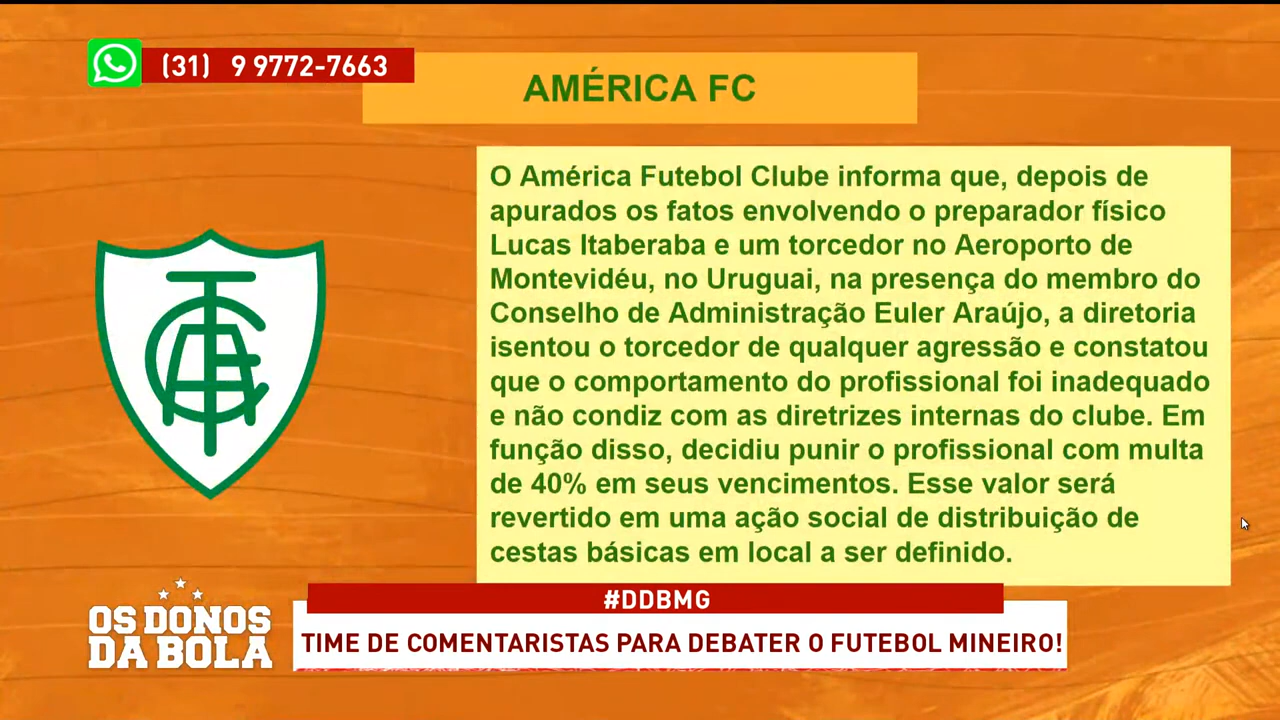 (31) 9 9772-7663
AMÉRICA FC
O América Futebol Clube informa que, depois de
apurados os fatos envolvendo o preparador físico
Lucas Itaberaba e um torcedor no Aeroporto de
Montevidéu, no Uruguai, na presença do membro do
Conselho de Administração Euler Araújo, a diretoria
isentou o torcedor de qualquer agressão e constatou
que o comportamento do profissional foi inadequado
e não condiz com as diretrizes internas do clube. Em
função disso, decidiu punir o profissional com multa
de 40% em seus vencimentos. Esse valor será
revertido em uma ação social de distribuição de
cestas básicas em local a ser definido.
#DDBMG
OS DONOS
DA BOLA
TIME DE COMENTARISTAS PARA DEBATER O FUTEBOL MINEIRO!